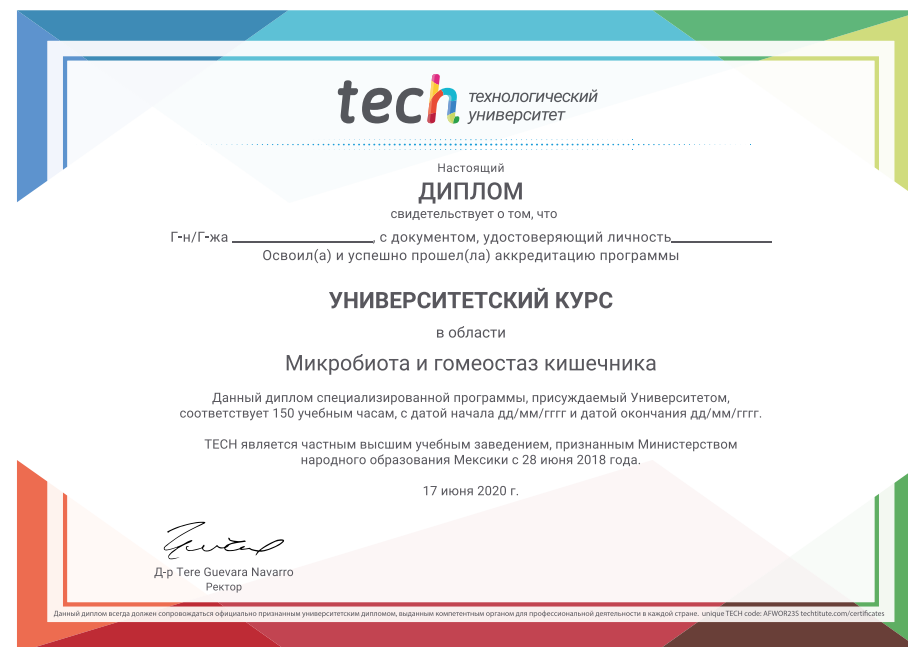 tech технологический
университет
Настоящий
ДИПЛОМ
свидетельствует о том, что
Г-н/Г-жа ____________________, с документом, удостоверяющий личность______________
Освоил(а) и успешно прошел(ла) аккредитацию программы
УНИВЕРСИТЕТСКИЙ КУРС
в области
Микробиота и гомеостаз кишечника
Данный диплом специализированной программы, присуждаемый Университетом,
соответствует 150 учебным часам, с датой начала дд/мм/гггг и датой окончания дд/мм/гггг.
TECH является частным высшим учебным заведением, признанным Министерством
народного образования Мексики с 28 июня 2018 года.
17 июня 2020 г.
Д-р Tere Guevara Navarro
Ректор
Данный диплом всегда должен сопровождаться официально признанным университетским дипломом, выданным компетентным органом для профессиональной деятельности в каждой стране. unique TECH code: AFWOR23S techtitute.com/certificates